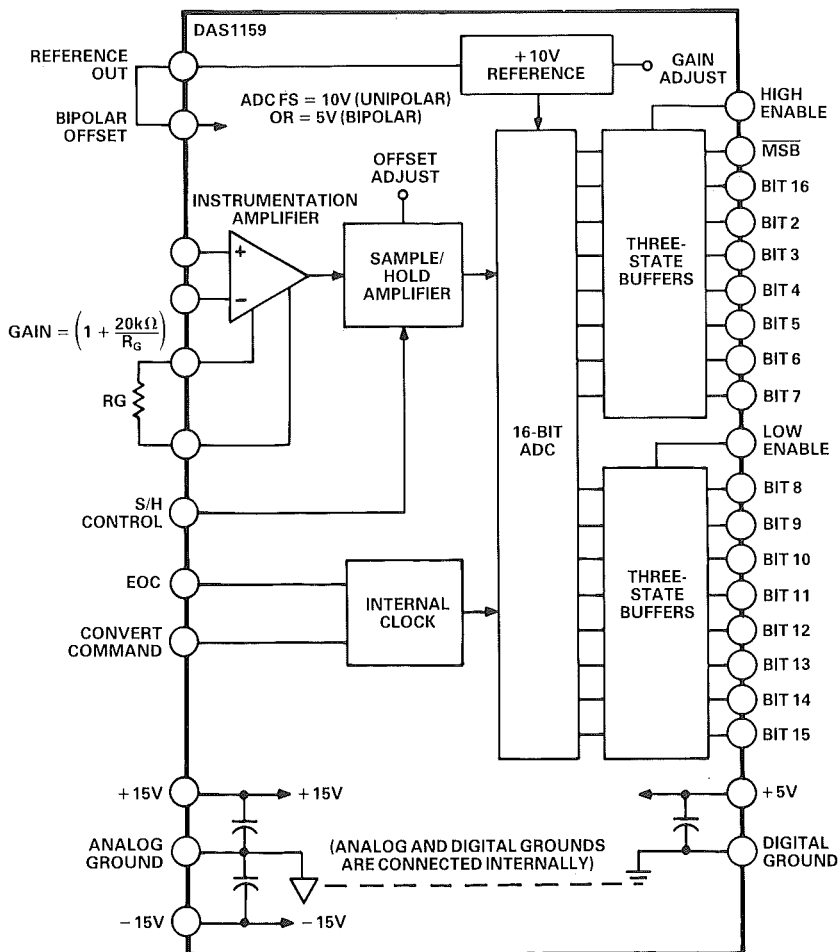 DAS1159
REFERENCE
OUT
BIPOLAR
OFFSET
ADC FS = 10V (UNIPOLAR)
OR = 5V (BIPOLAR)
+10V
REFERENCE
GAIN
ADJUST
OFFSET
ADJUST
INSTRUMENTATION
AMPLIFIER
+
−
SAMPLE/
HOLD
AMPLIFIER
GAIN = (1 + 20kΩ/R_G)
RG
S/H
CONTROL
EOC
CONVERT
COMMAND
INTERNAL
CLOCK
16-BIT
ADC
THREE-
STATE
BUFFERS
THREE-
STATE
BUFFERS
HIGH
ENABLE
M̅S̅B̅
BIT 16
BIT 2
BIT 3
BIT 4
BIT 5
BIT 6
BIT 7
LOW
ENABLE
BIT 8
BIT 9
BIT 10
BIT 11
BIT 12
BIT 13
BIT 14
BIT 15
+15V
+15V
ANALOG
GROUND
−15V
−15V
(ANALOG AND DIGITAL GROUNDS
ARE CONNECTED INTERNALLY)
+5V
DIGITAL
GROUND